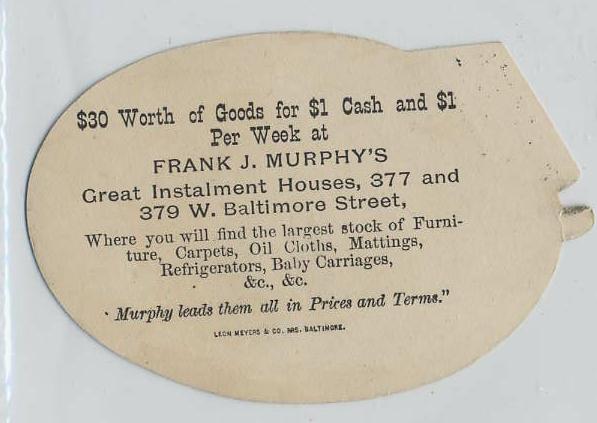 $30 Worth of Goods for $1 Cash and $1
Per Week at
FRANK J. MURPHY'S
Great Instalment Houses, 377 and
379 W. Baltimore Street,
Where you will find the largest stock of Furni-
ture, Carpets, Oil Cloths, Mattings,
Refrigerators, Baby Carriages,
&c., &c.
Murphy leads them all in Prices and Terms."
LEON MEYERS & CO. BALTIMORE.